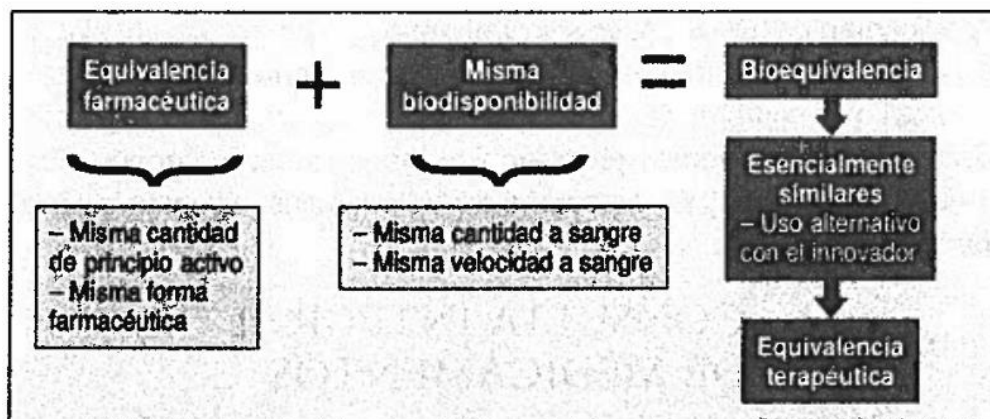 Equivalencia
farmacéutica
+
Misma
biodisponibilidad
=
Bioequivalencia
– Misma cantidad
de principio activo
– Misma forma
farmacéutica
– Misma cantidad a sangre
– Misma velocidad a sangre
Esencialmente
similares
– Uso alternativo
con el innovador
Equivalencia
terapéutica